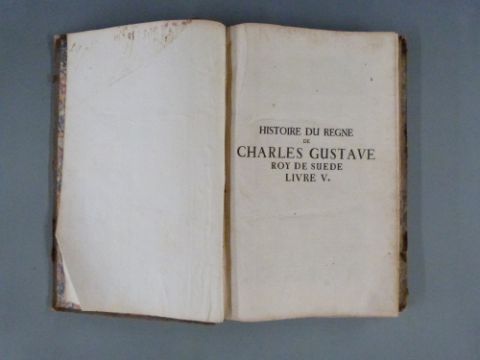 HISTOIRE DU REGNE
DE
CHARLES GUSTAVE
ROY DE SUEDE
LIVRE V.